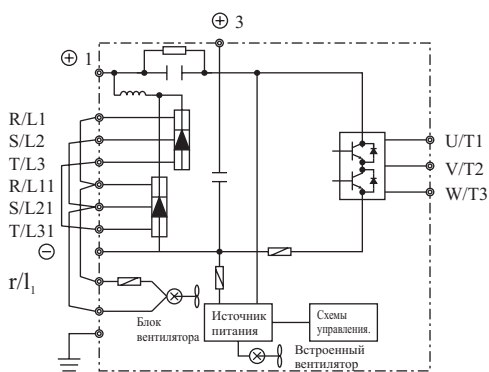 ⊕ 3
⊕ 1
R/L1
S/L2
T/L3
R/L11
S/L21
T/L31
⊖
r/l₁
U/T1
V/T2
W/T3
Блок
вентилятора
Источник
питания
Схемы
управления.
Встроенный
вентилятор